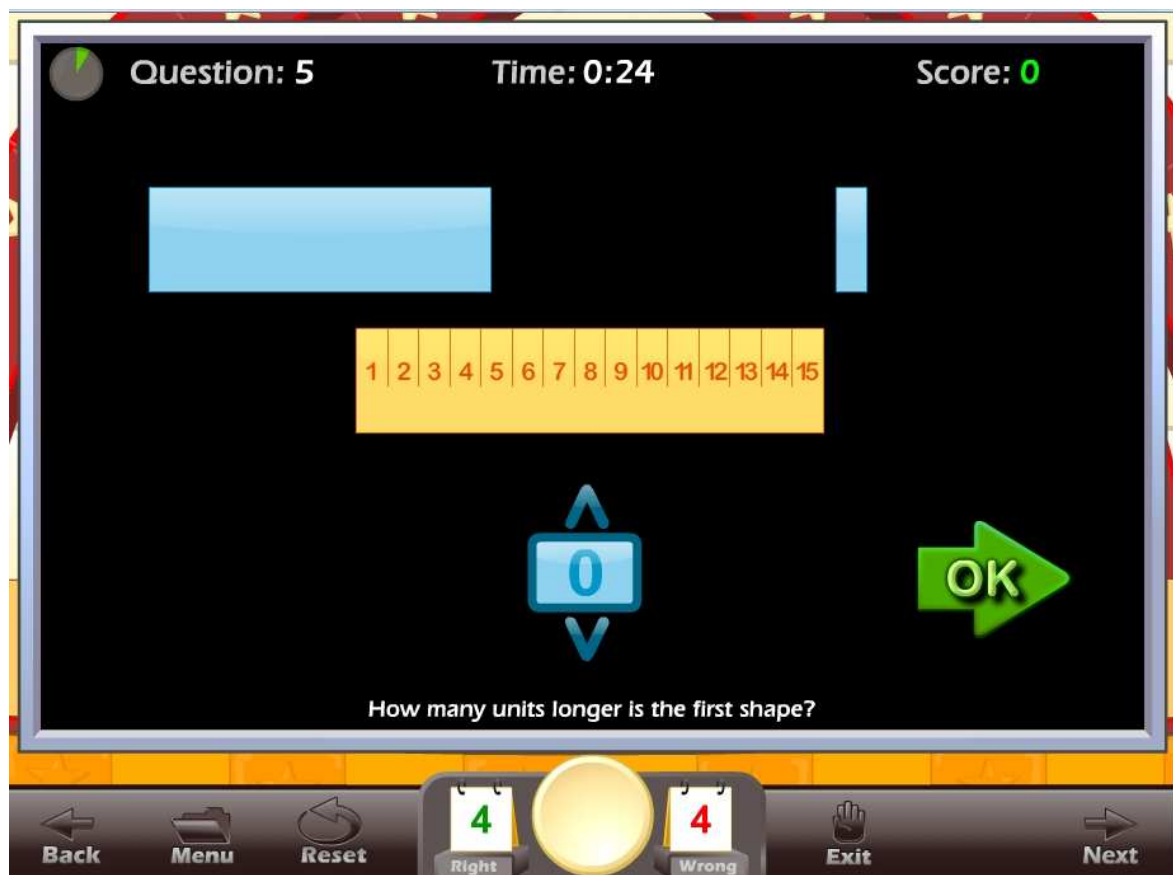 Question: 5 Time: 0:24 Score: 0
1 2 3 4 5 6 7 8 9 10 11 12 13 14 15
0
OK
How many units longer is the first shape?
4 4
Back Menu Reset Right Wrong Exit Next